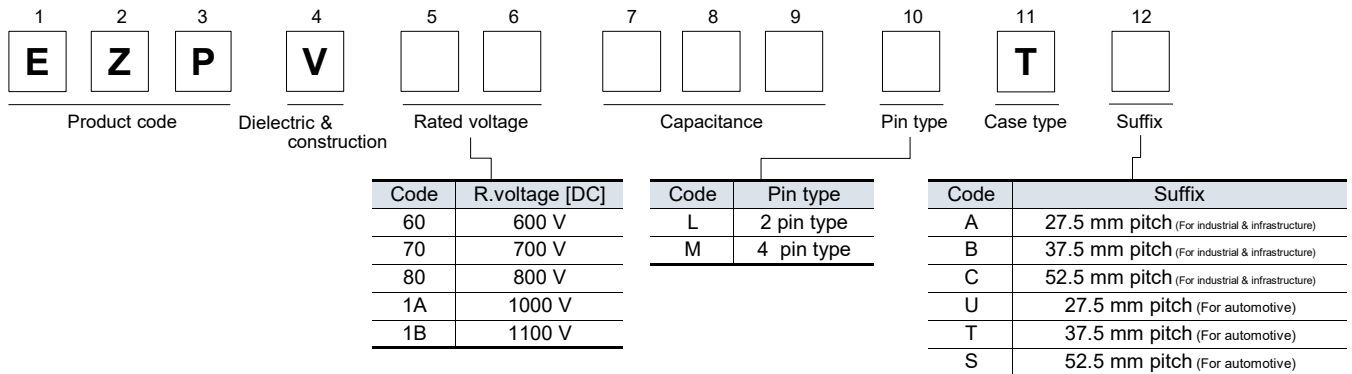 1 2 3 4 5 6 7 8 9 10 11 12
E Z P V T
Product code Dielectric & construction Rated voltage Capacitance Pin type Case type Suffix
Code R.voltage [DC]
60 600 V
70 700 V
80 800 V
1A 1000 V
1B 1100 V
Code Pin type
L 2 pin type
M 4 pin type
Code Suffix
A 27.5 mm pitch (For industrial & infrastructure)
B 37.5 mm pitch (For industrial & infrastructure)
C 52.5 mm pitch (For industrial & infrastructure)
U 27.5 mm pitch (For automotive)
T 37.5 mm pitch (For automotive)
S 52.5 mm pitch (For automotive)